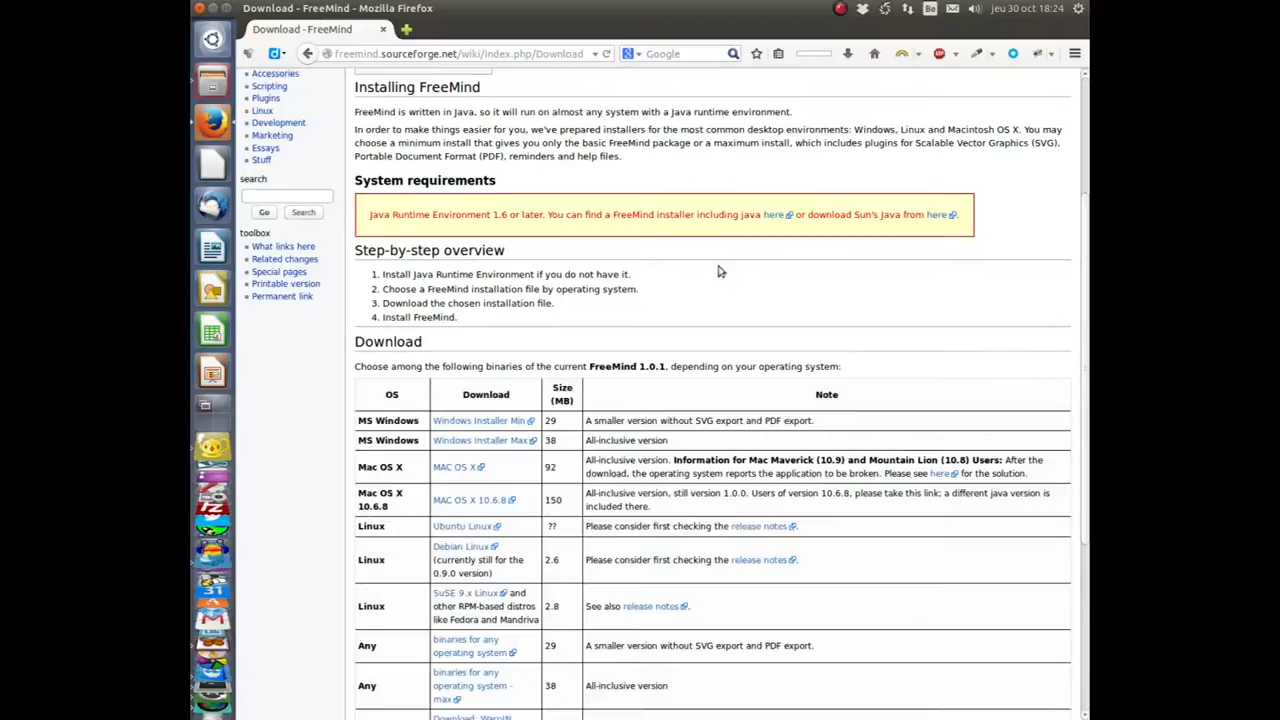 Download - FreeMind - Mozilla Firefox
Be
jeu 30 oct 18:24
Download - FreeMind
freemind.sourceforge.net/wiki/index.php/Download
Google
Accessories
Scripting
Plugins
Linux
Development
Marketing
Essays
Stuff
search
Go
Search
toolbox
What links here
Related changes
Special pages
Printable version
Permanent link
Installing FreeMind
FreeMind is written in Java, so it will run on almost any system with a Java runtime environment.
In order to make things easier for you, we've prepared installers for the most common desktop environments: Windows, Linux and Macintosh OS X. You may
choose a minimum install that gives you only the basic FreeMind package or a maximum install, which includes plugins for Scalable Vector Graphics (SVG),
Portable Document Format (PDF), reminders and help files.
System requirements
Java Runtime Environment 1.6 or later. You can find a FreeMind installer including java here or download Sun's Java from here.
Step-by-step overview
1. Install Java Runtime Environment if you do not have it.
2. Choose a FreeMind installation file by operating system.
3. Download the chosen installation file.
4. Install FreeMind.
Download
Choose among the following binaries of the current FreeMind 1.0.1, depending on your operating system:
OS Download Size (MB) Note
MS Windows Windows Installer Min 29 A smaller version without SVG export and PDF export.
MS Windows Windows Installer Max 38 All-inclusive version
Mac OS X MAC OS X 92 All-inclusive version. Information for Mac Maverick (10.9) and Mountain Lion (10.8) Users: After the
download, the operating system reports the application to be broken. Please see here for the solution.
Mac OS X 10.6.8 MAC OS X 10.6.8 150 All-inclusive version, still version 1.0.0. Users of version 10.6.8, please take this link; a different java version is
included there.
Linux Ubuntu Linux ?? Please consider first checking the release notes.
Linux Debian Linux (currently still for the 0.9.0 version) 2.6 Please consider first checking the release notes.
Linux SuSE 9.x Linux and other RPM-based distros like Fedora and Mandriva 2.8 See also release notes.
Any binaries for any operating system 29 A smaller version without SVG export and PDF export.
Any binaries for any operating system - max 38 All-inclusive version